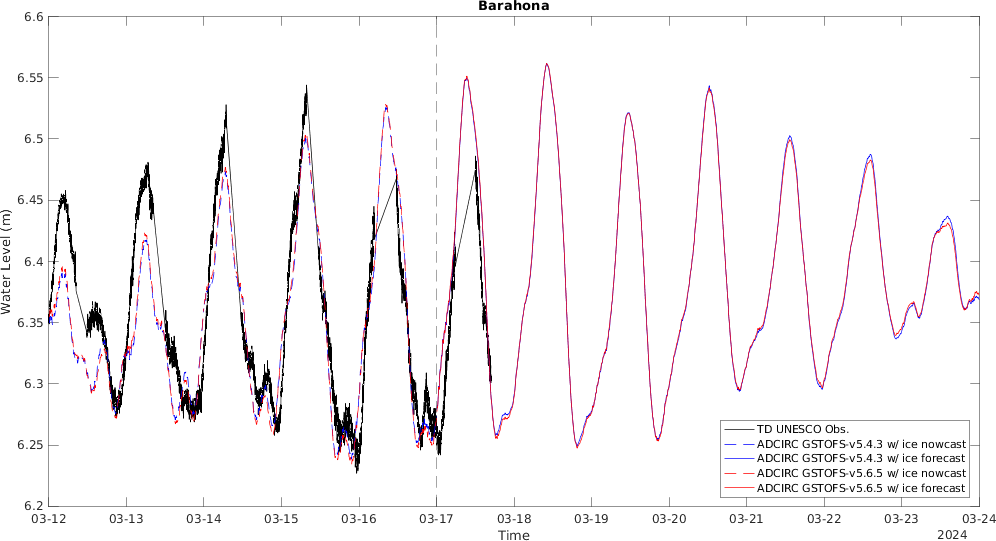 Barahona
6.6
6.55
6.5
6.45
6.4
6.35
6.3
6.25
6.2
Water Level (m)
03-12
03-13
03-14
03-15
03-16
03-17
03-18
03-19
03-20
03-21
03-22
03-23
03-24
Time
2024
TD UNESCO Obs.
ADCIRC GSTOFS-v5.4.3 w/ ice nowcast
ADCIRC GSTOFS-v5.4.3 w/ ice forecast
ADCIRC GSTOFS-v5.6.5 w/ ice nowcast
ADCIRC GSTOFS-v5.6.5 w/ ice forecast